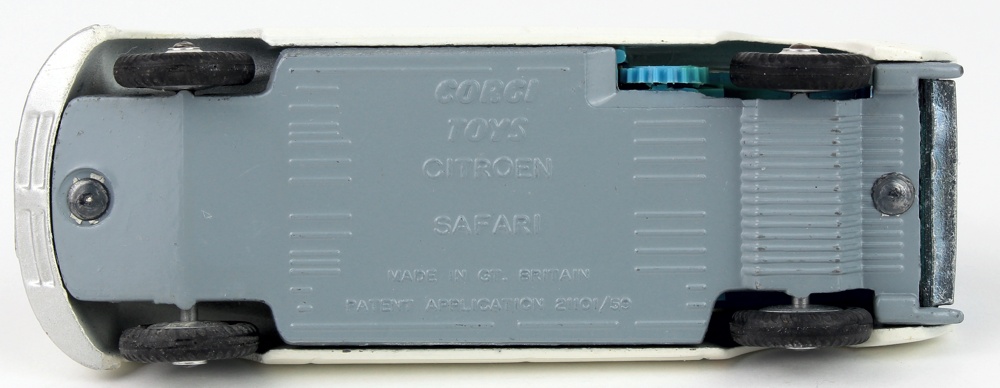 CORGI
TOYS
CITROEN
SAFARI
MADE IN GT. BRITAIN
PATENT APPLICATION 21101/59